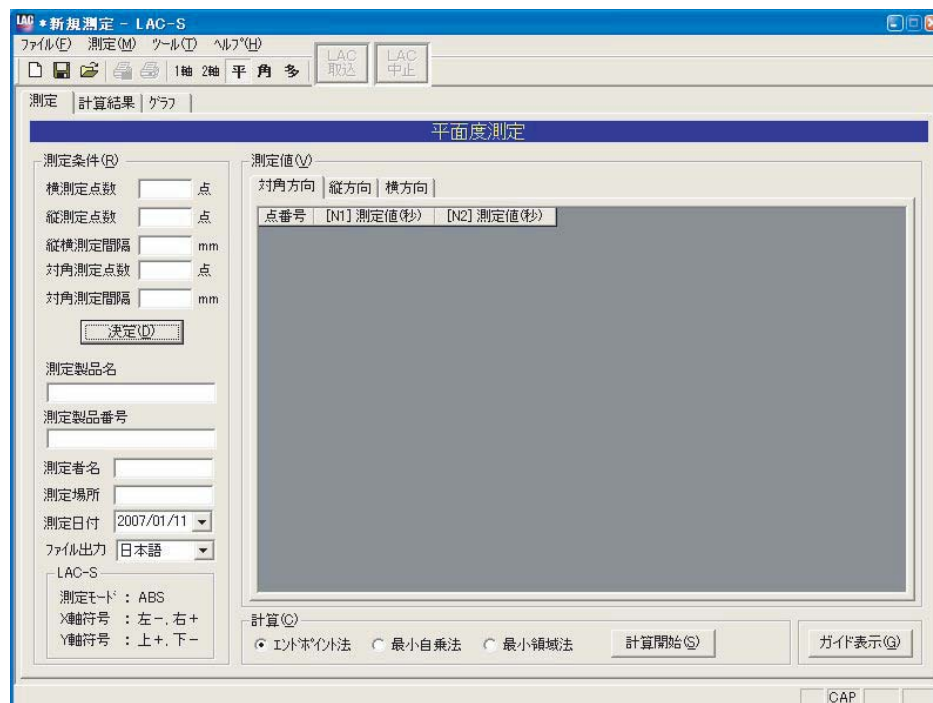 LAC *新規測定 - LAC-S
ファイル(F) 測定(M) ツール(T) ヘルプ(H)
1軸 2軸 平 角 多 LAC取込 LAC中止
測定 計算結果 グラフ
平面度測定
測定条件(R)
横測定点数 点
縦測定点数 点
縦横測定間隔 mm
対角測定点数 点
対角測定間隔 mm
決定(D)
測定製品名
測定製品番号
測定者名
測定場所
測定日付 2007/01/11
ファイル出力 日本語
LAC-S
測定モード : ABS
X軸符号 : 左-, 右+
Y軸符号 : 上+, 下-
測定値(V)
対角方向 縦方向 横方向
点番号 [N1] 測定値(秒) [N2] 測定値(秒)
計算(C)
エンドポイント法 最小自乗法 最小領域法 計算開始(S)
ガイド表示(G)
CAP